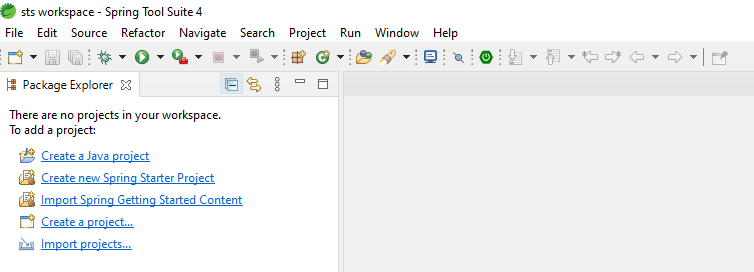 sts workspace - Spring Tool Suite 4
File Edit Source Refactor Navigate Search Project Run Window Help
Package Explorer
There are no projects in your workspace.
To add a project:
Create a Java project
Create new Spring Starter Project
Import Spring Getting Started Content
Create a project...
Import projects...